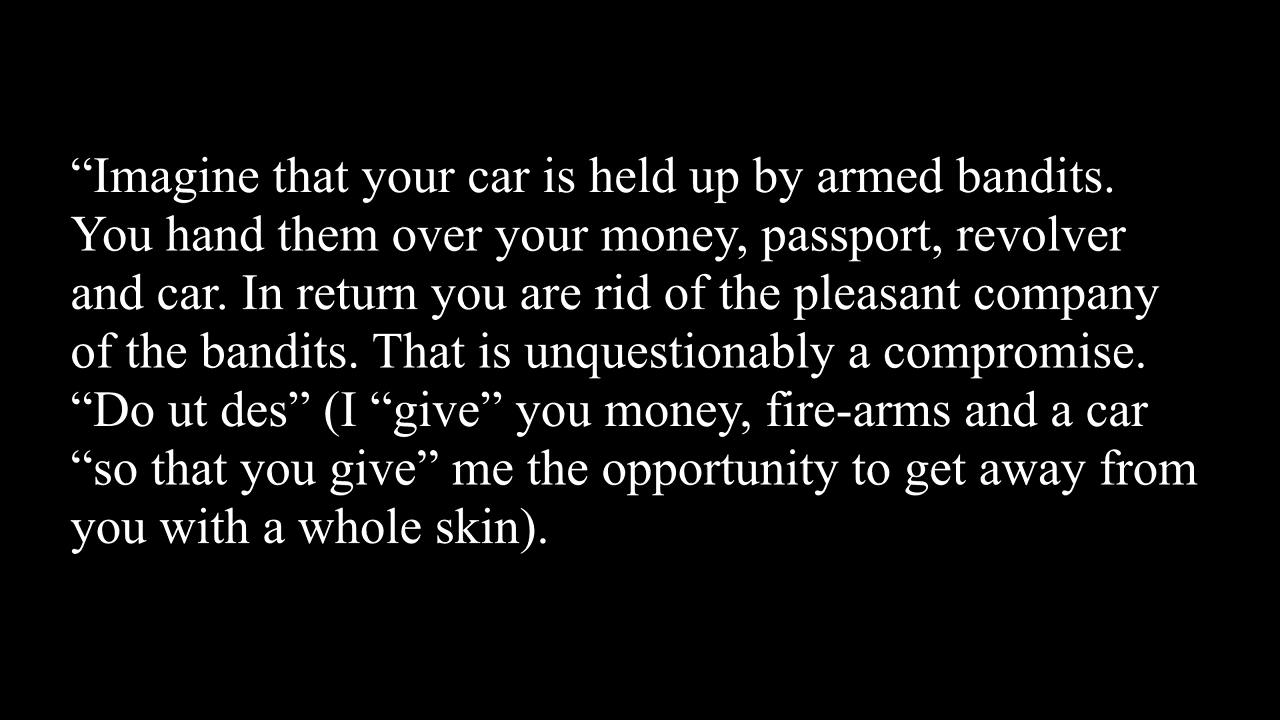 “Imagine that your car is held up by armed bandits.
You hand them over your money, passport, revolver
and car. In return you are rid of the pleasant company
of the bandits. That is unquestionably a compromise.
“Do ut des” (I “give” you money, fire-arms and a car
“so that you give” me the opportunity to get away from
you with a whole skin).